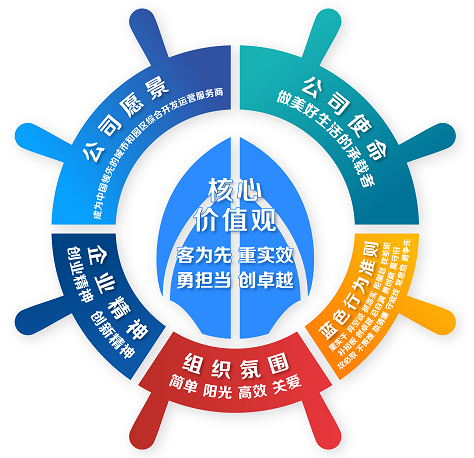 公司愿景
成为中国领先的城市和园区综合开发运营服务商
公司使命
做美好生活的承载者
核心
价值观
客为先 重实效
勇担当 创卓越
企业精神
创业精神 创新精神
组织氛围
简单 阳光 高效 关爱
蓝色行为准则